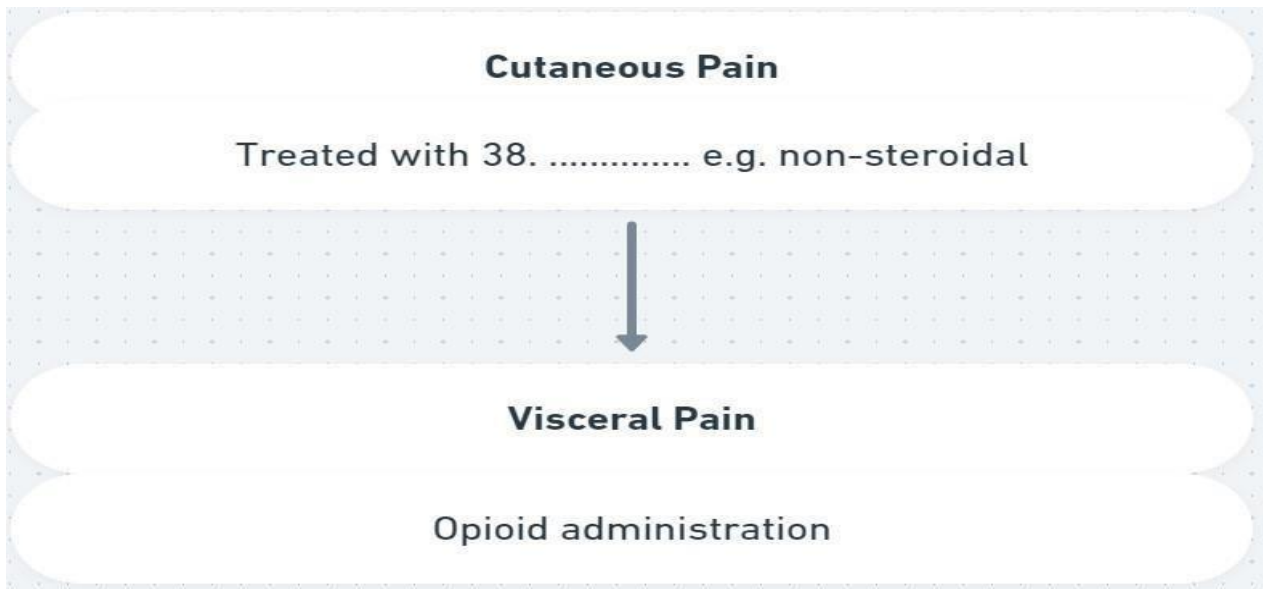 Cutaneous Pain
Treated with 38. .............. e.g. non-steroidal
Visceral Pain
Opioid administration